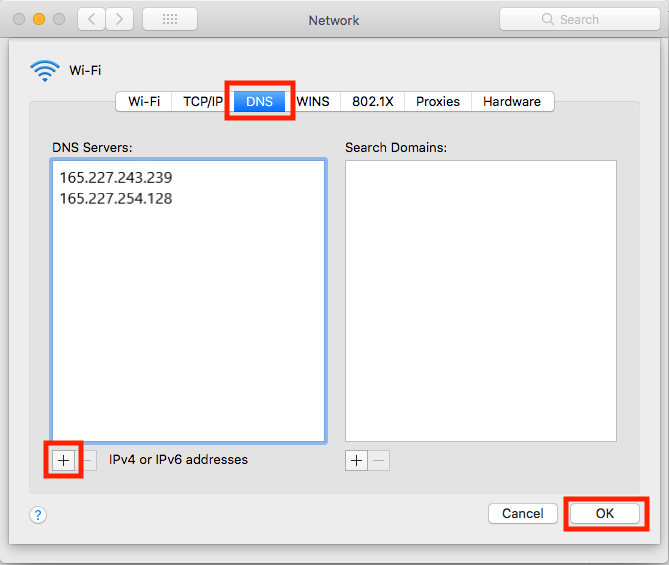 Network
Search
Wi-Fi
Wi-Fi TCP/IP DNS WINS 802.1X Proxies Hardware
DNS Servers: Search Domains:
165.227.243.239
165.227.254.128
+ − IPv4 or IPv6 addresses + −
? Cancel OK